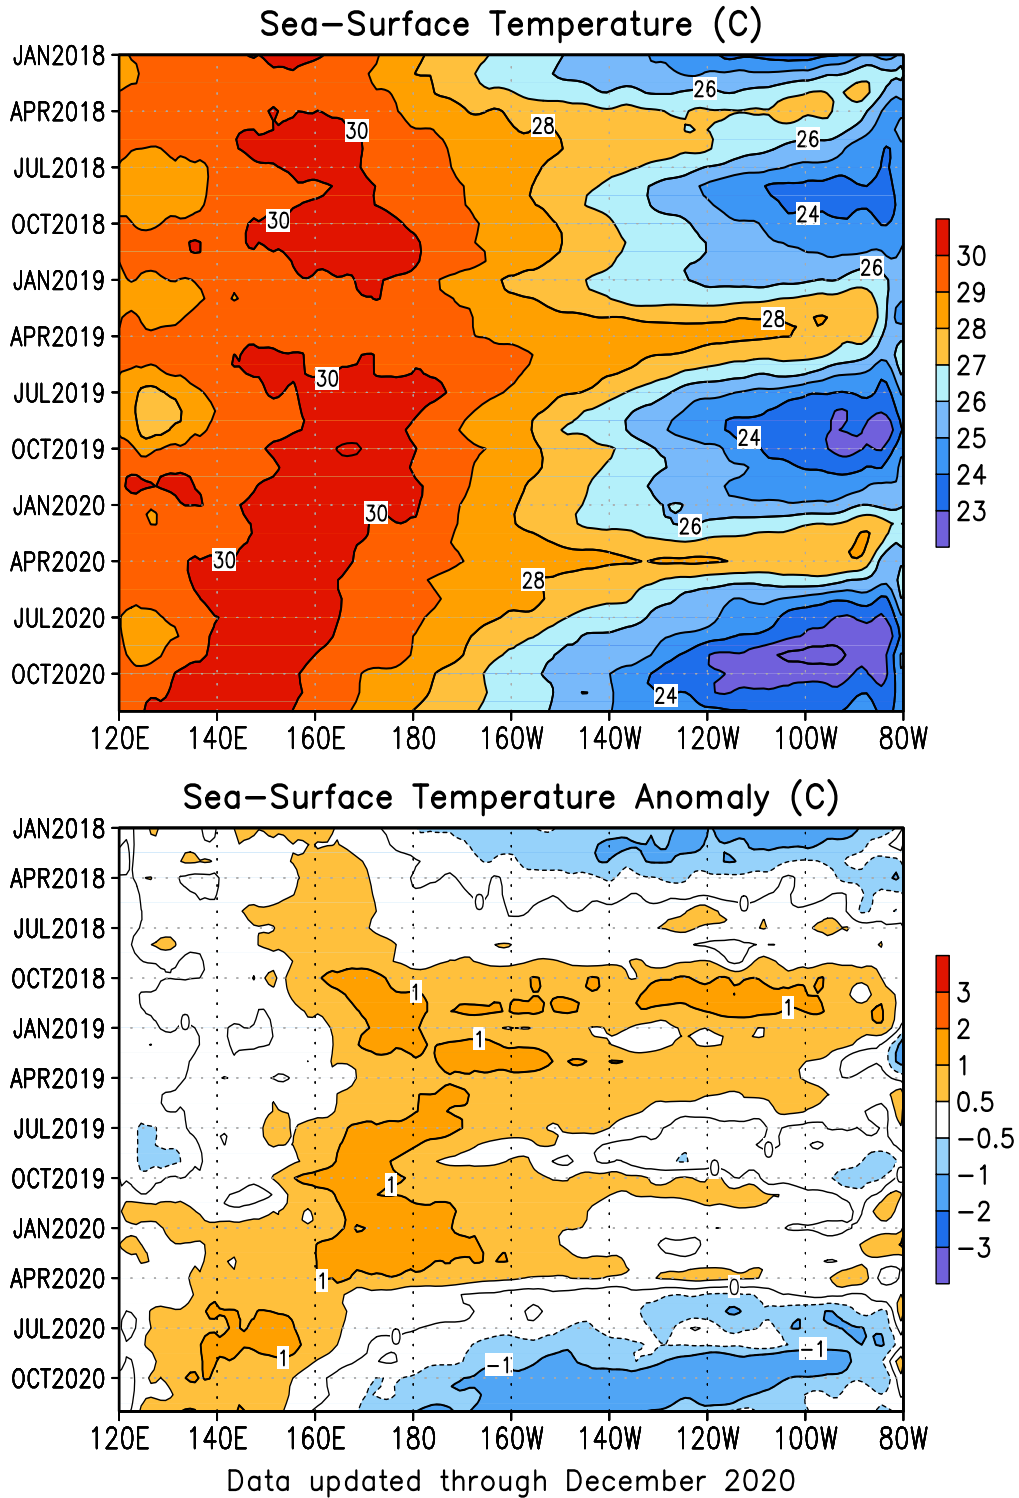 Sea-Surface Temperature (C)
JAN2018
APR2018
JUL2018
OCT2018
JAN2019
APR2019
JUL2019
OCT2019
JAN2020
APR2020
JUL2020
OCT2020
26
28
30
26
24
30
26
28
30
24
30
26
30
28
24
30
29
28
27
26
25
24
23
120E 140E 160E 180 160W 140W 120W 100W 80W
Sea-Surface Temperature Anomaly (C)
JAN2018
APR2018
JUL2018
OCT2018
JAN2019
APR2019
JUL2019
OCT2019
JAN2020
APR2020
JUL2020
OCT2020
0
0
1
1
0
1
0
0
0
1
1
0
0
-1
1
-1
3
2
1
0.5
-0.5
-1
-2
-3
120E 140E 160E 180 160W 140W 120W 100W 80W
Data updated through December 2020